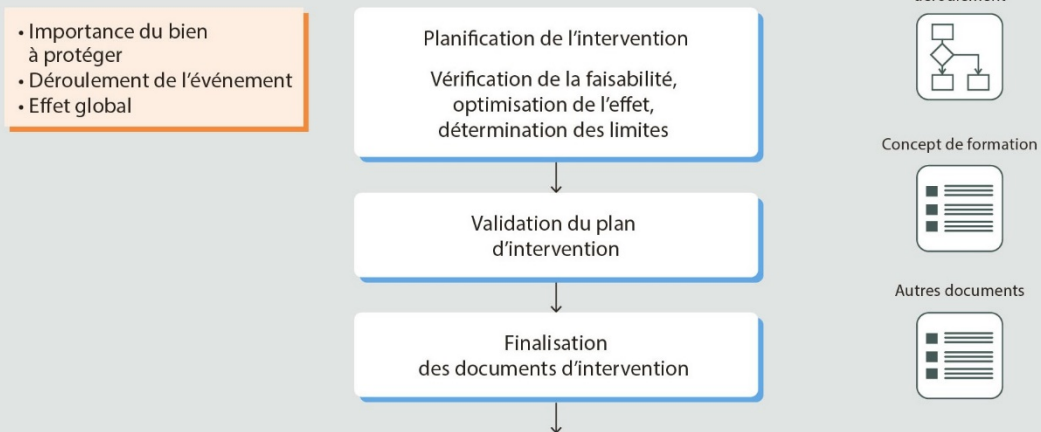 • Importance du bien
à protéger
• Déroulement de l'événement
• Effet global
Planification de l'intervention
Vérification de la faisabilité,
optimisation de l'effet,
détermination des limites
Validation du plan
d'intervention
Finalisation
des documents d'intervention
déroulement
Concept de formation
Autres documents